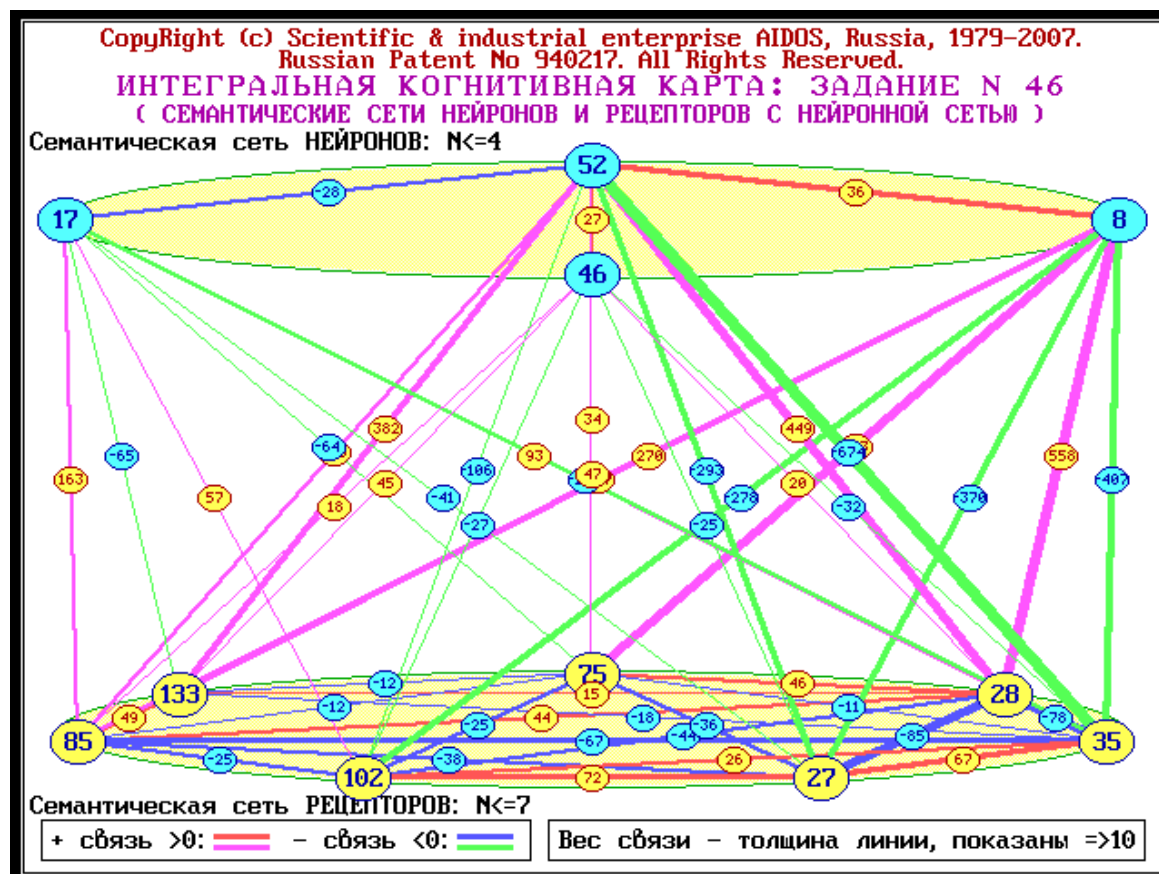 CopyRight (c) Scientific & industrial enterprise AIDOS, Russia, 1979-2007.
Russian Patent No 940217. All Rights Reserved.
ИНТЕГРАЛЬНАЯ КОГНИТИВНАЯ КАРТА: ЗАДАНИЕ N 46
( СЕМАНТИЧЕСКИЕ СЕТИ НЕЙРОНОВ И РЕЦЕПТОРОВ С НЕЙРОННОЙ СЕТЬЮ )
Семантическая сеть НЕЙРОНОВ: N<=4
52
-28 36
17 27 8
46
34
382 449
-64
-65 93 270 -674 558
163 45 -106 47 -293 20 -370 -407
57 18 -41 -278 -32
-27 -25
75
-12 46
133 15 28
49 -12 44 -18 -11 -78
-25 -36
85 -67 -44 -85 35
-25 -38 26 67
102 72 27
Семантическая сеть РЕЦЕПТОРОВ: N<=7
+ связь >0: - связь <0: Вес связи - толщина линии, показаны =>10